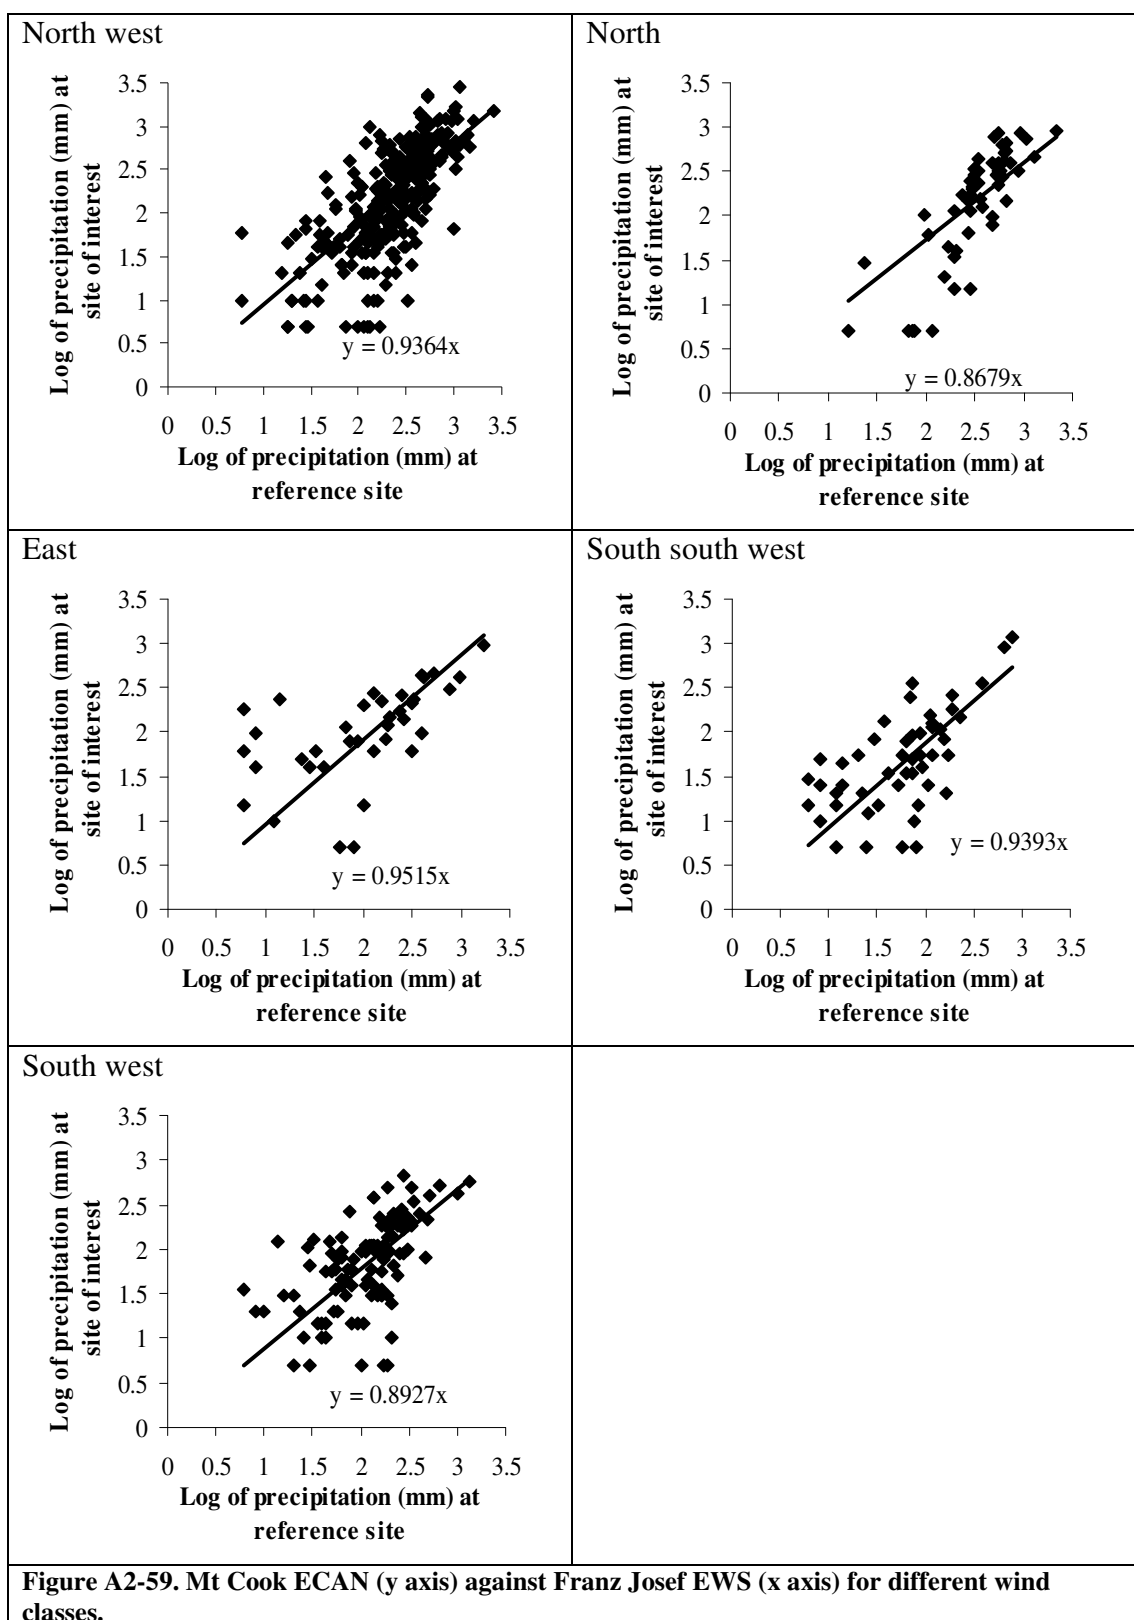 North west
Log of precipitation (mm) at
site of interest
3.5
3
2.5
2
1.5
1
0.5
0
y = 0.9364x
0 0.5 1 1.5 2 2.5 3 3.5
Log of precipitation (mm) at
reference site
North
Log of precipitation (mm) at
site of interest
3.5
3
2.5
2
1.5
1
0.5
0
y = 0.8679x
0 0.5 1 1.5 2 2.5 3 3.5
Log of precipitation (mm) at
reference site
East
Log of precipitation (mm) at
site of interest
3.5
3
2.5
2
1.5
1
0.5
0
y = 0.9515x
0 0.5 1 1.5 2 2.5 3 3.5
Log of precipitation (mm) at
reference site
South south west
Log of precipitation (mm) at
site of interest
3.5
3
2.5
2
1.5
1
0.5
0
y = 0.9393x
0 0.5 1 1.5 2 2.5 3 3.5
Log of precipitation (mm) at
reference site
South west
Log of precipitation (mm) at
site of interest
3.5
3
2.5
2
1.5
1
0.5
0
y = 0.8927x
0 0.5 1 1.5 2 2.5 3 3.5
Log of precipitation (mm) at
reference site
Figure A2-59. Mt Cook ECAN (y axis) against Franz Josef EWS (x axis) for different wind
classes.